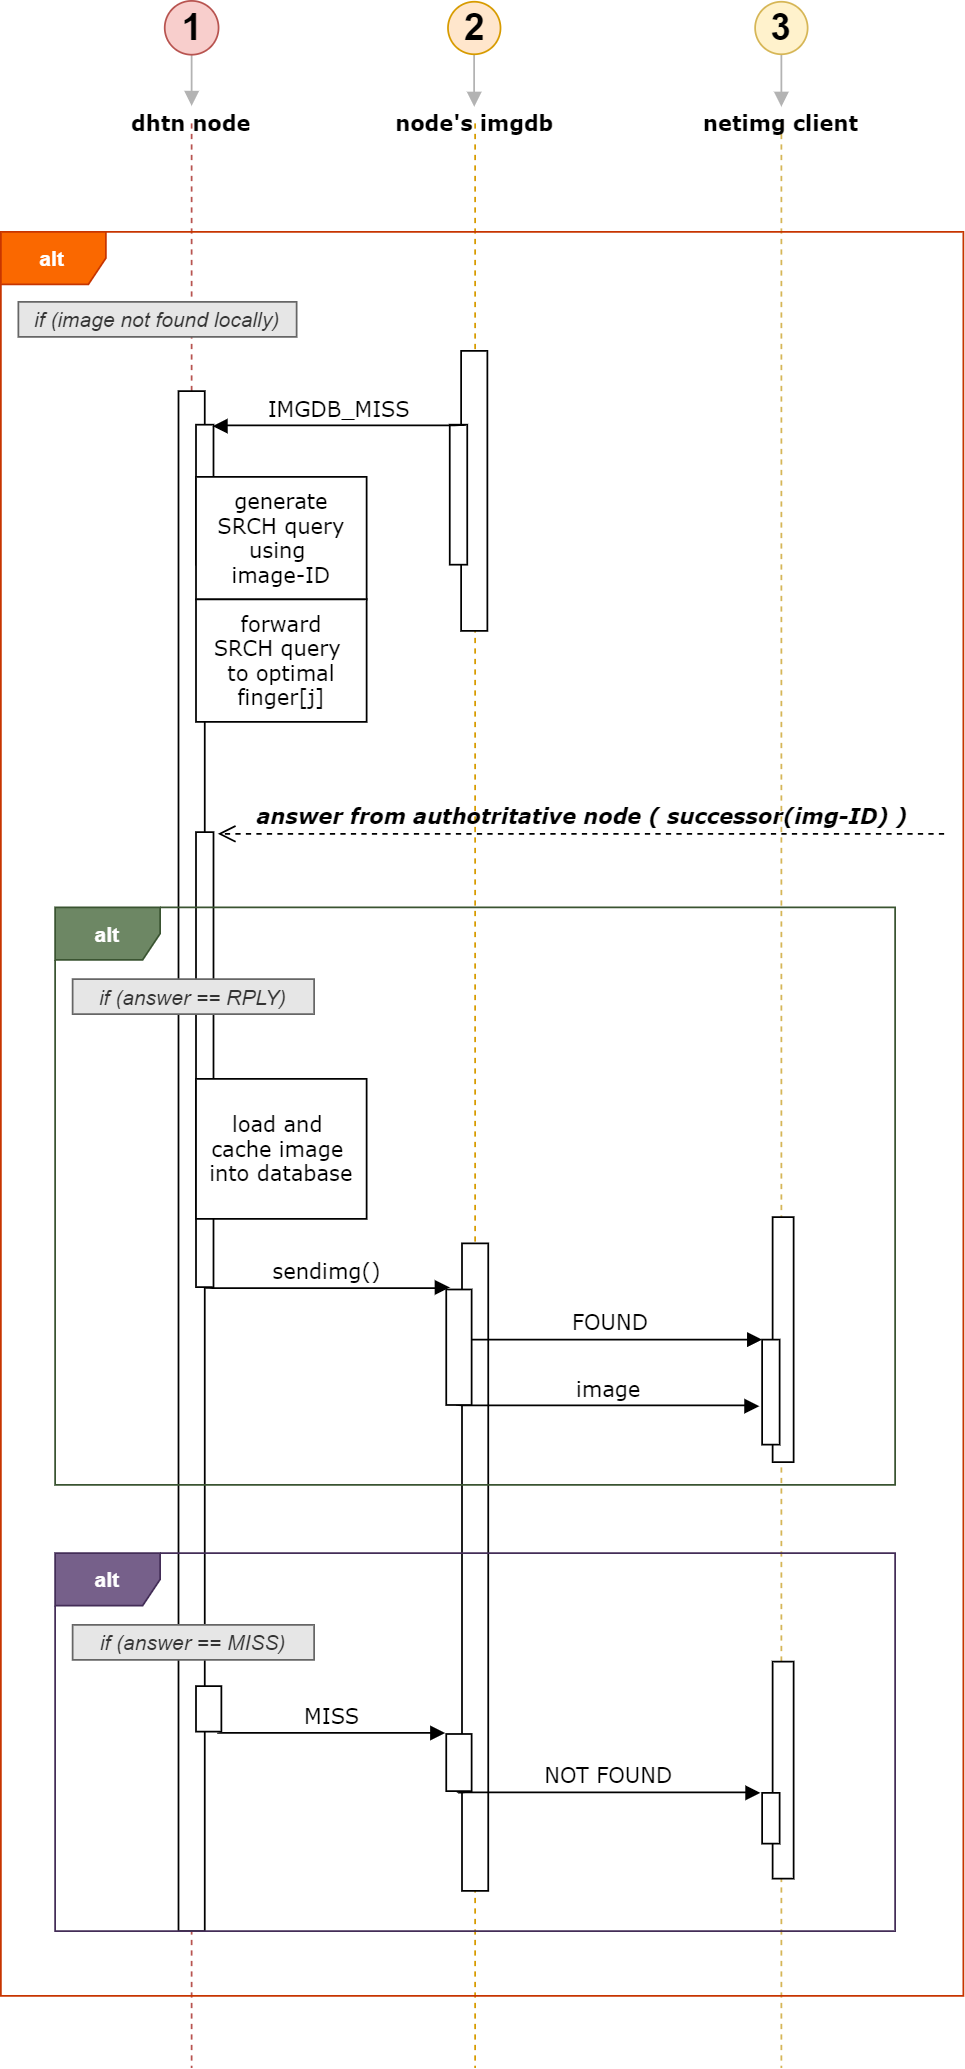 1
2
3
dhtn node
node's imgdb
netimg client
alt
if (image not found locally)
IMGDB_MISS
generate
SRCH query
using
image-ID
forward
SRCH query
to optimal
finger[j]
answer from authotritative node ( successor(img-ID) )
alt
if (answer == RPLY)
load and
cache image
into database
sendimg()
FOUND
image
alt
if (answer == MISS)
MISS
NOT FOUND